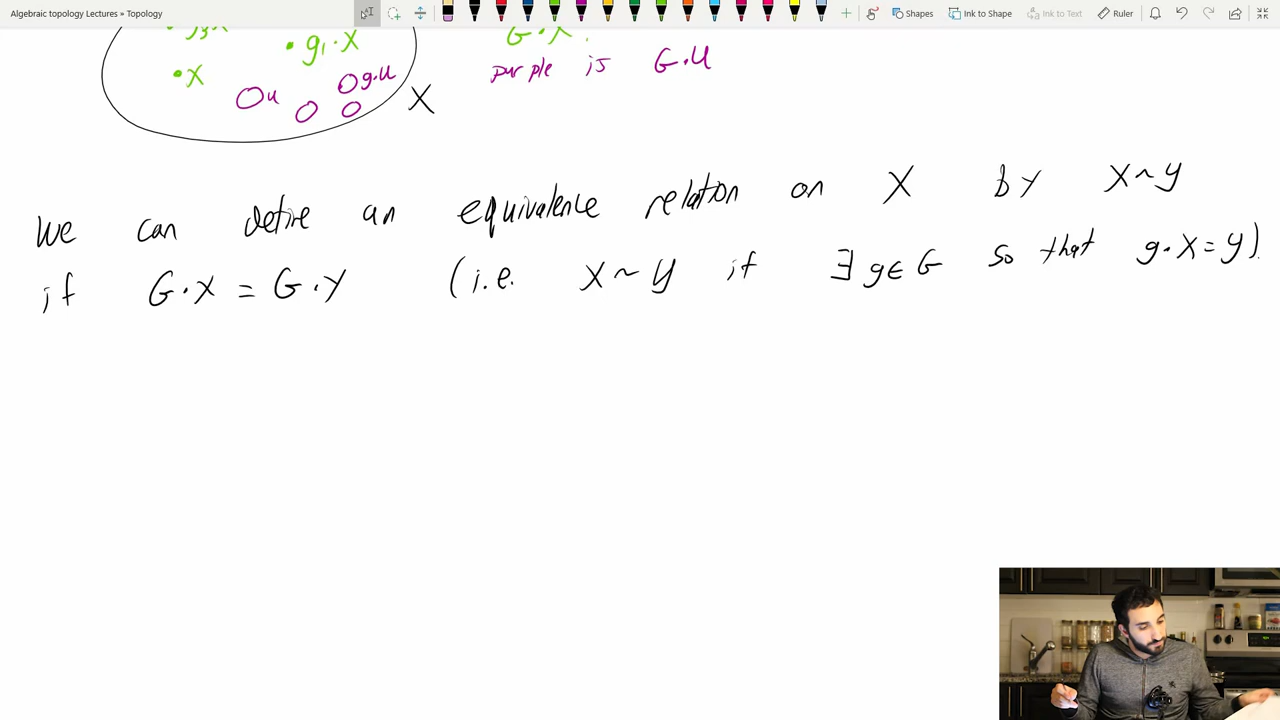 Algebraic topology Lectures » Topology
Shapes
Ink to Shape
Ink to Text
Ruler
• g₁·X
G·X.
•X
g·u
purple is G·U
u
X
We can define an equivalence relation on X by x~y
if G·x = G·y (i.e. x~y if ∃ g∈G so that g·x=y).